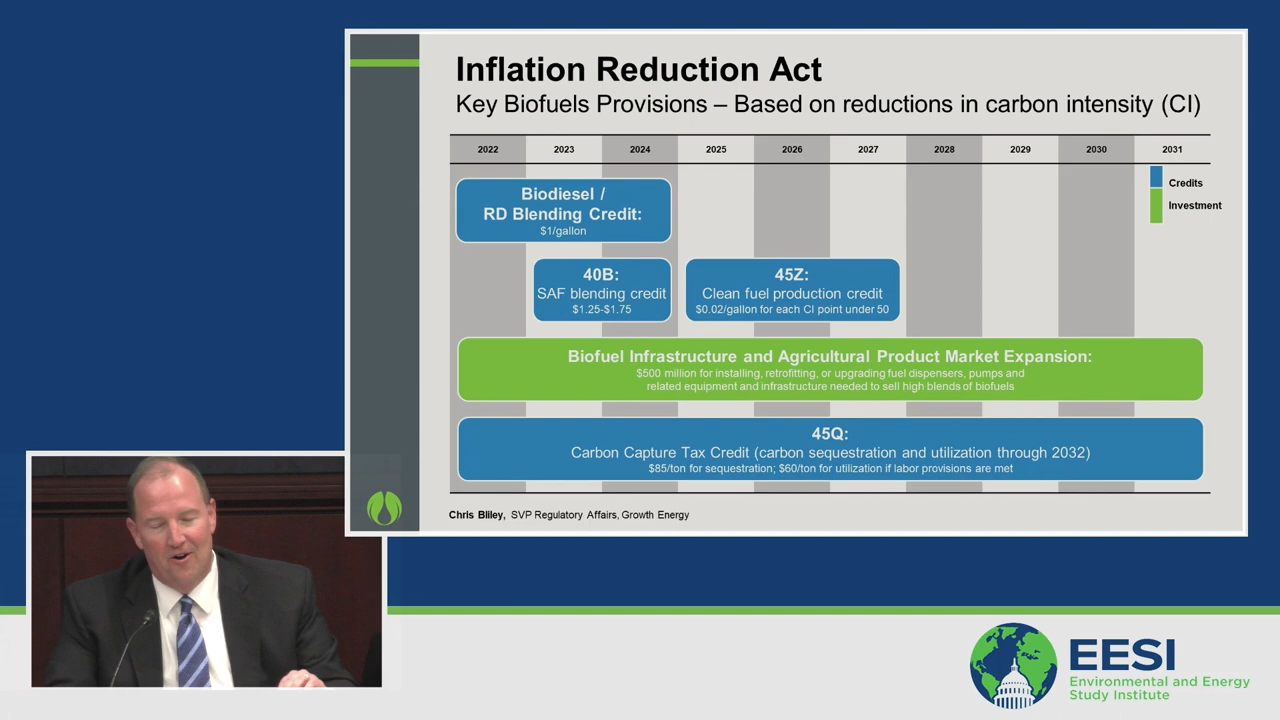 Inflation Reduction Act
Key Biofuels Provisions – Based on reductions in carbon intensity (CI)
2022 2023 2024 2025 2026 2027 2028 2029 2030 2031
Credits
Investment
Biodiesel /
RD Blending Credit:
$1/gallon
40B:
SAF blending credit
$1.25-$1.75
45Z:
Clean fuel production credit
$0.02/gallon for each CI point under 50
Biofuel Infrastructure and Agricultural Product Market Expansion:
$500 million for installing, retrofitting, or upgrading fuel dispensers, pumps and
related equipment and infrastructure needed to sell high blends of biofuels
45Q:
Carbon Capture Tax Credit (carbon sequestration and utilization through 2032)
$85/ton for sequestration; $60/ton for utilization if labor provisions are met
Chris Bliley, SVP Regulatory Affairs, Growth Energy
EESI
Environmental and Energy
Study Institute